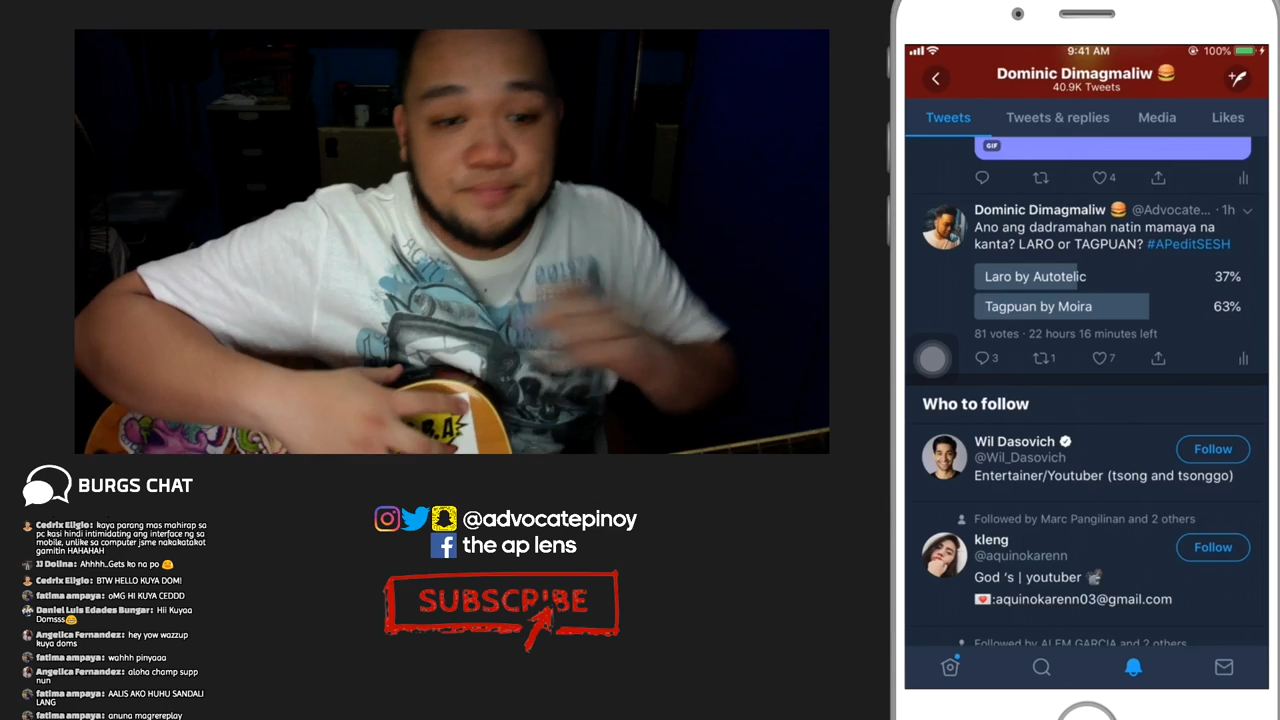 9:41 AM
100%
Dominic Dimagmaliw 🍔
40.9K Tweets
Tweets
Tweets & replies
Media
Likes
GIF
4
Dominic Dimagmaliw 🍔 @Advocate... · 1h
Ano ang dadramahan natin mamaya na
kanta? LARO or TAGPUAN? #APeditSESH
Laro by Autotelic
37%
Tagpuan by Moira
63%
81 votes · 22 hours 16 minutes left
3
1
7
Who to follow
Wil Dasovich
@Wil_Dasovich
Follow
Entertainer/Youtuber (tsong and tsonggo)
Followed by Marc Pangilinan and 2 others
kleng
@aquinokarenn
Follow
God 's | youtuber 📽
💌:aquinokarenn03@gmail.com
Followed by ALEM GARCIA and 2 others
BURGS CHAT
Cedrix Eligio: kaya parang mas mahirap sa
pc kasi hindi intimidating ang interface ng sa
mobile, unlike sa computer jsme nakakatakot
gamitin HAHAHAH
JJ Dolina: Ahhhh..Gets ko na po
Cedrix Eligio: BTW HELLO KUYA DOM!
fatima ampaya: oMG HI KUYA CEDDD
Daniel Luis Edades Bungar: Hii Kuyaa
Domsss
Angelica Fernandez: hey yow wazzup
kuya doms
fatima ampaya: wahhh pinyaaa
Angelica Fernandez: aloha champ supp
nun
fatima ampaya: AALIS AKO HUHU SANDALI
LANG
fatima ampaya: anuna magrereplay
@advocatepinoy
the ap lens
SUBSCRIBE